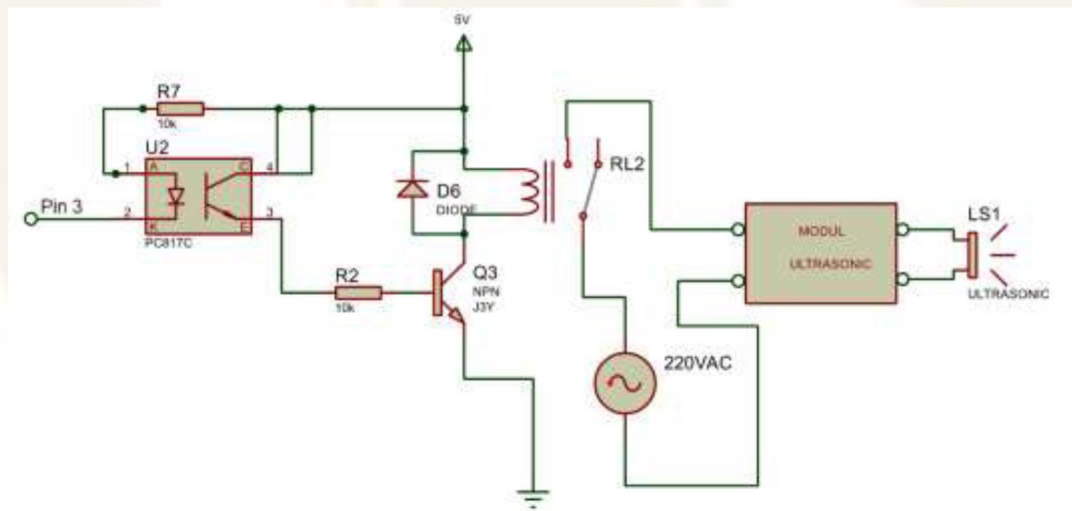 5V
R7
10k
U2
1
A
C
4
Pin 3
2
K
E
3
PC817C
D6
DIODE
RL2
R2
10k
Q3
NPN
J3Y
220VAC
MODUL
ULTRASONIC
LS1
ULTRASONIC